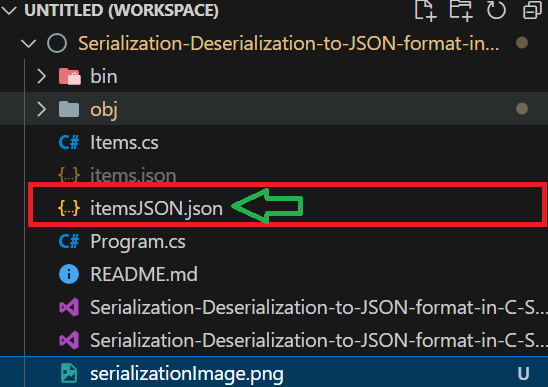 UNTITLED (WORKSPACE)
Serialization-Deserialization-to-JSON-format-in-...
bin
obj
C# Items.cs
{..} items.json
{..} itemsJSON.json
C# Program.cs
README.md
Serialization-Deserialization-to-JSON-format-in-C-S...
Serialization-Deserialization-to-JSON-format-in-C-S...
serializationImage.png U